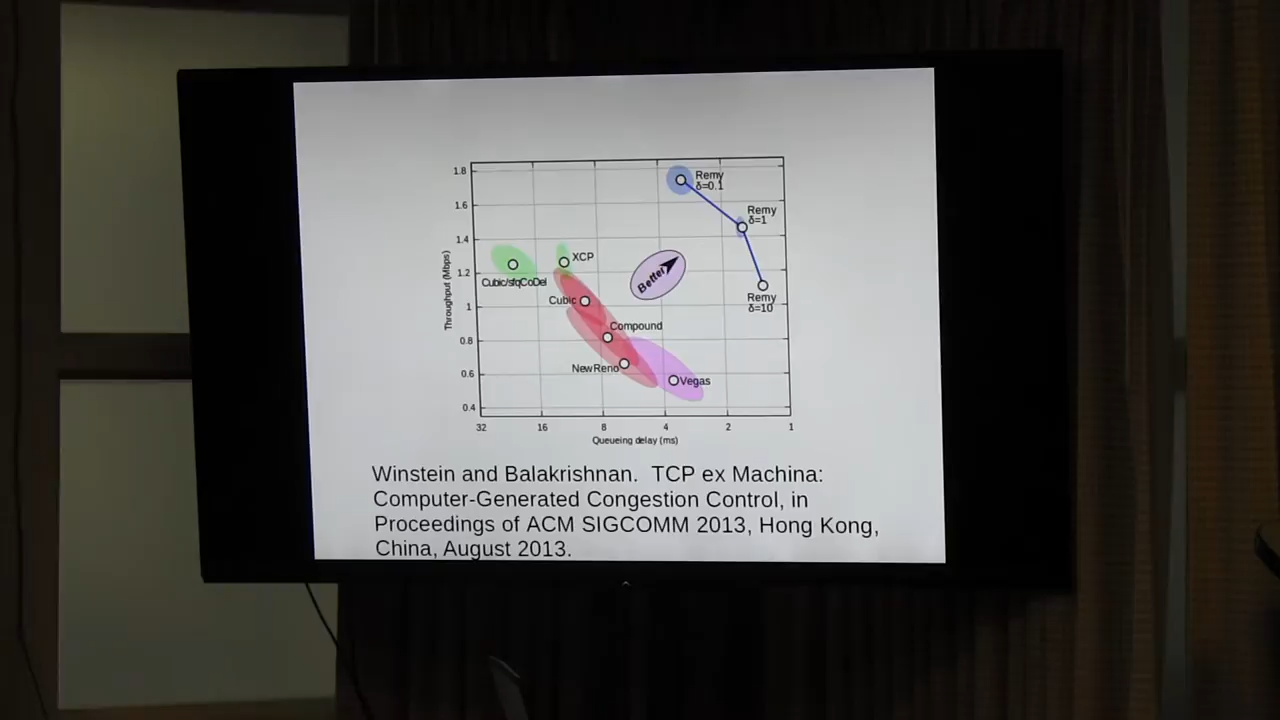 1.8
1.6
1.4
1.2
1
0.8
0.6
0.4
Throughput (Mbps)
Remy
δ=0.1
Remy
δ=1
Remy
δ=10
XCP
Cubic/sfqCoDel
Better
Cubic
Compound
NewReno
Vegas
32 16 8 4 2 1
Queueing delay (ms)
Winstein and Balakrishnan. TCP ex Machina:
Computer-Generated Congestion Control, in
Proceedings of ACM SIGCOMM 2013, Hong Kong,
China, August 2013.